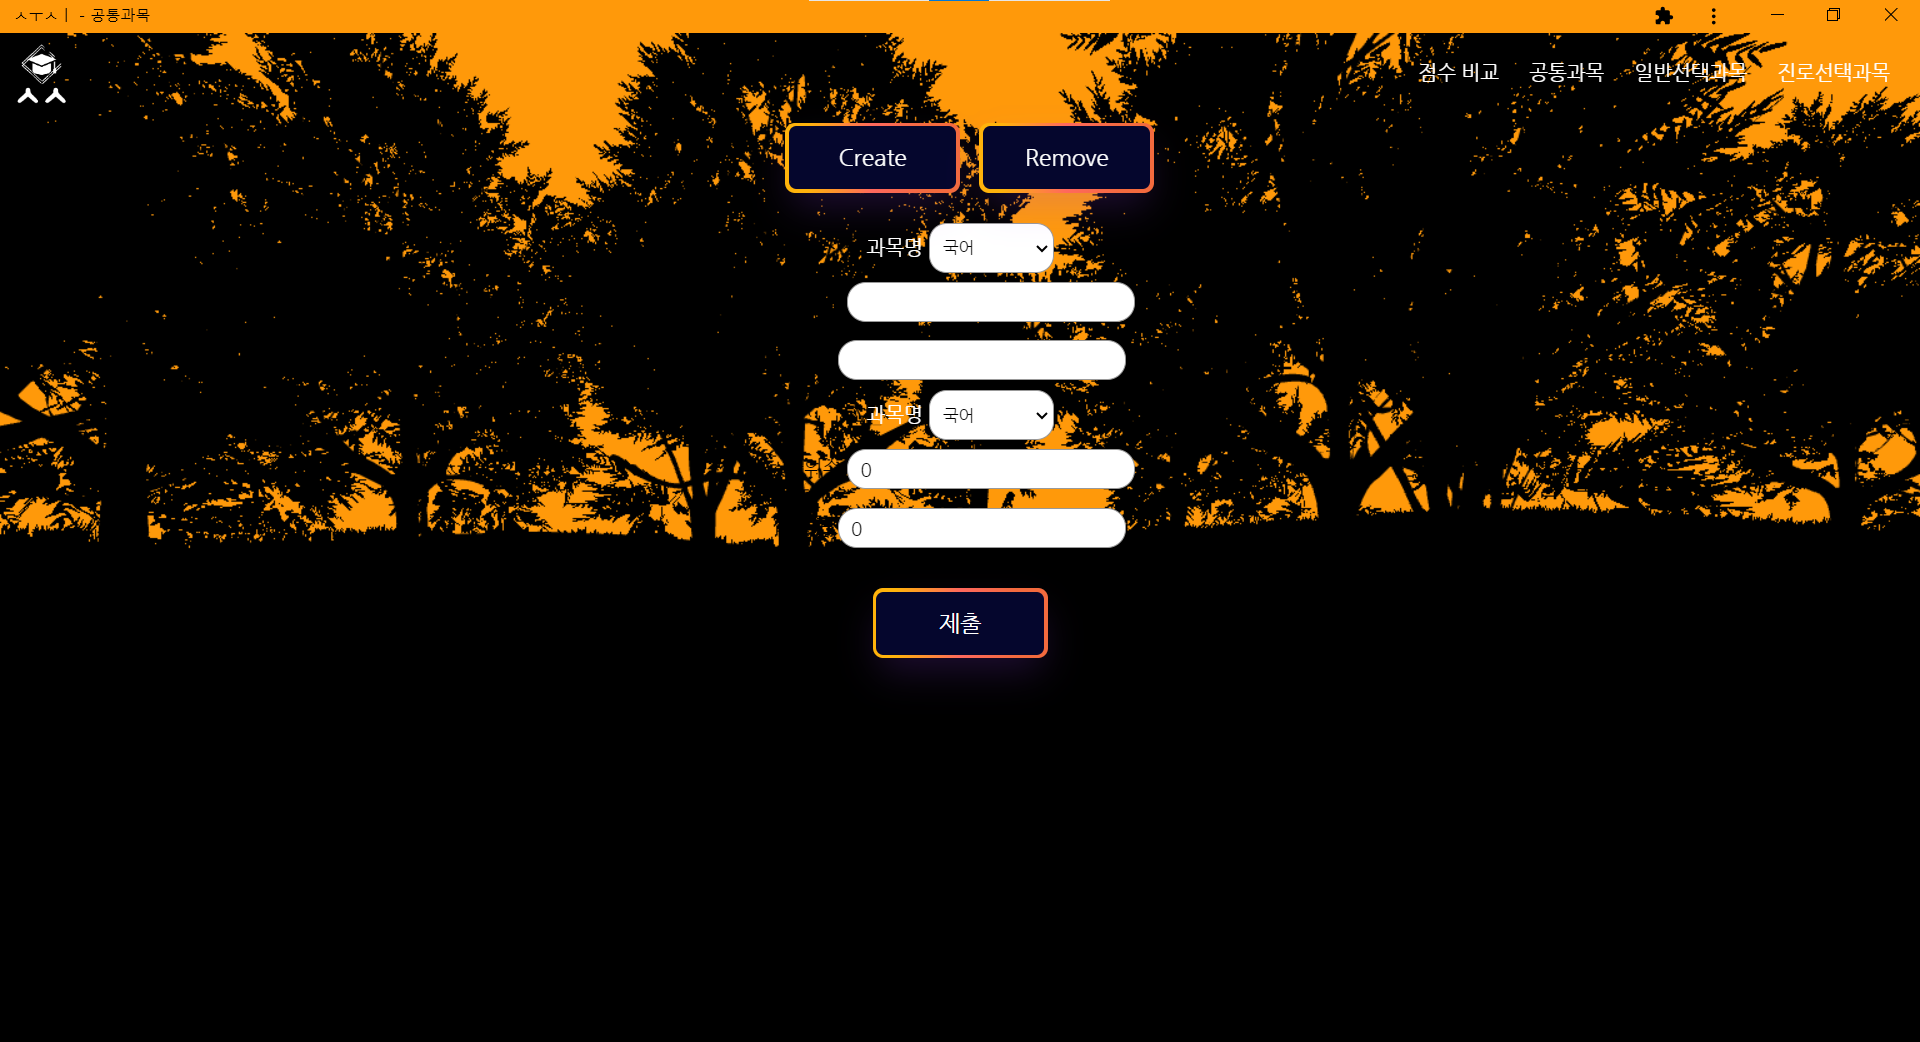 ㅅㅜㅅㅣ - 공통과목
ㅅㅅ
점수 비교 공통과목 일반선택과목 진로선택과목
Create Remove
과목명 국어
과목명 국어
0
0
제출